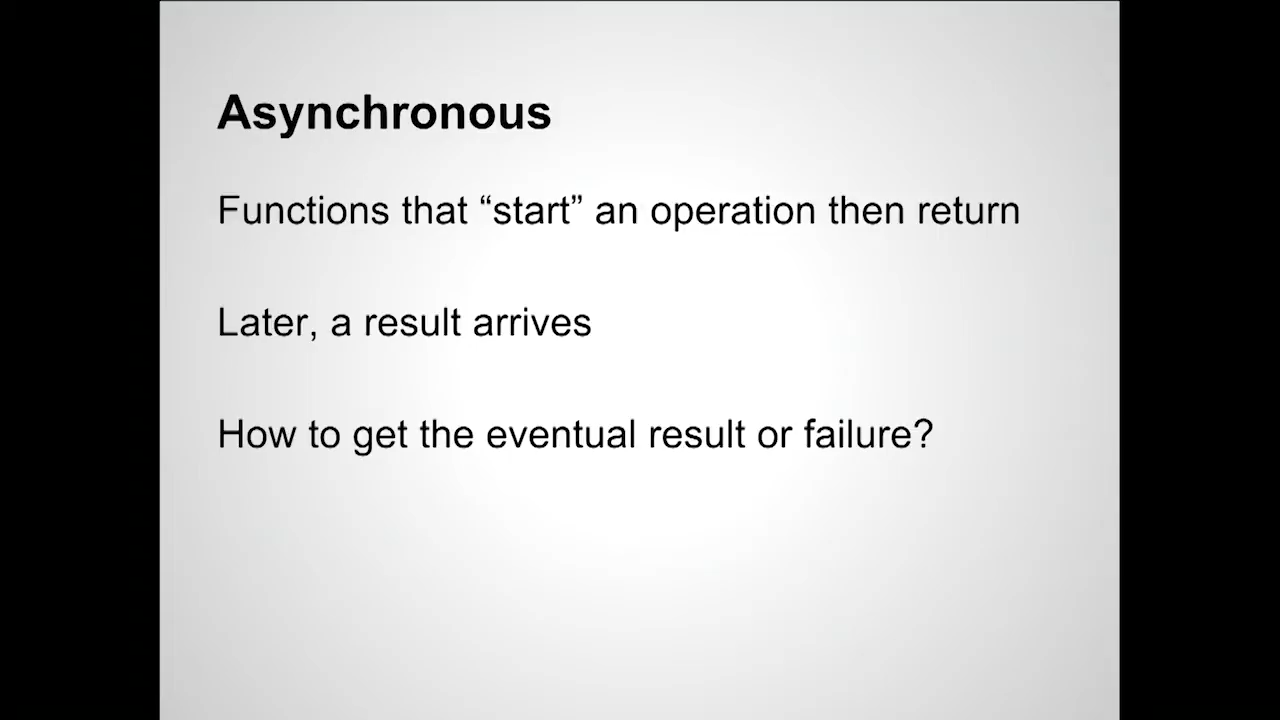 Asynchronous
Functions that “start” an operation then return
Later, a result arrives
How to get the eventual result or failure?